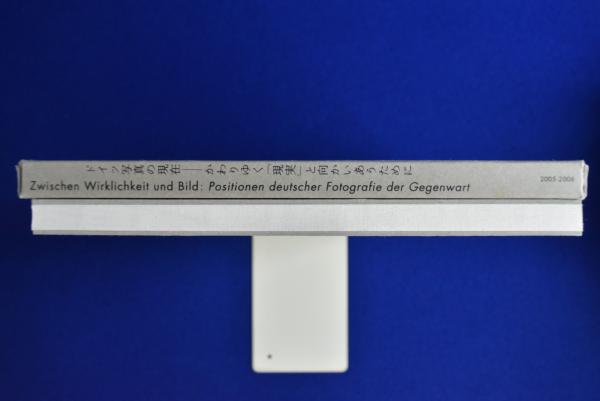 ドイツ写真の現在——かわりゆく「現実」と向かいあうために
Zwischen Wirklichkeit und Bild: Positionen deutscher Fotografie der Gegenwart
2005-2006
*